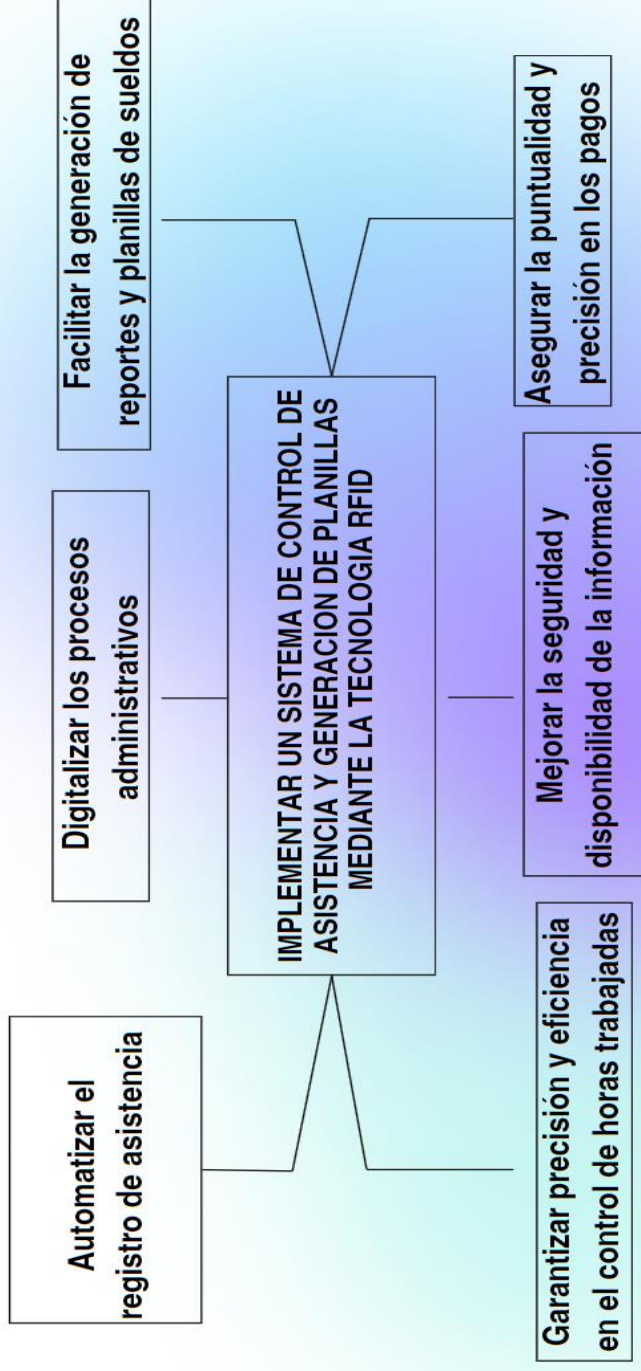 Automatizar el
registro de asistencia
Digitalizar los procesos
administrativos
Facilitar la generación de
reportes y planillas de sueldos
IMPLEMENTAR UN SISTEMA DE CONTROL DE
ASISTENCIA Y GENERACION DE PLANILLAS
MEDIANTE LA TECNOLOGIA RFID
Garantizar precisión y eficiencia
en el control de horas trabajadas
Mejorar la seguridad y
disponibilidad de la información
Asegurar la puntualidad y
precisión en los pagos